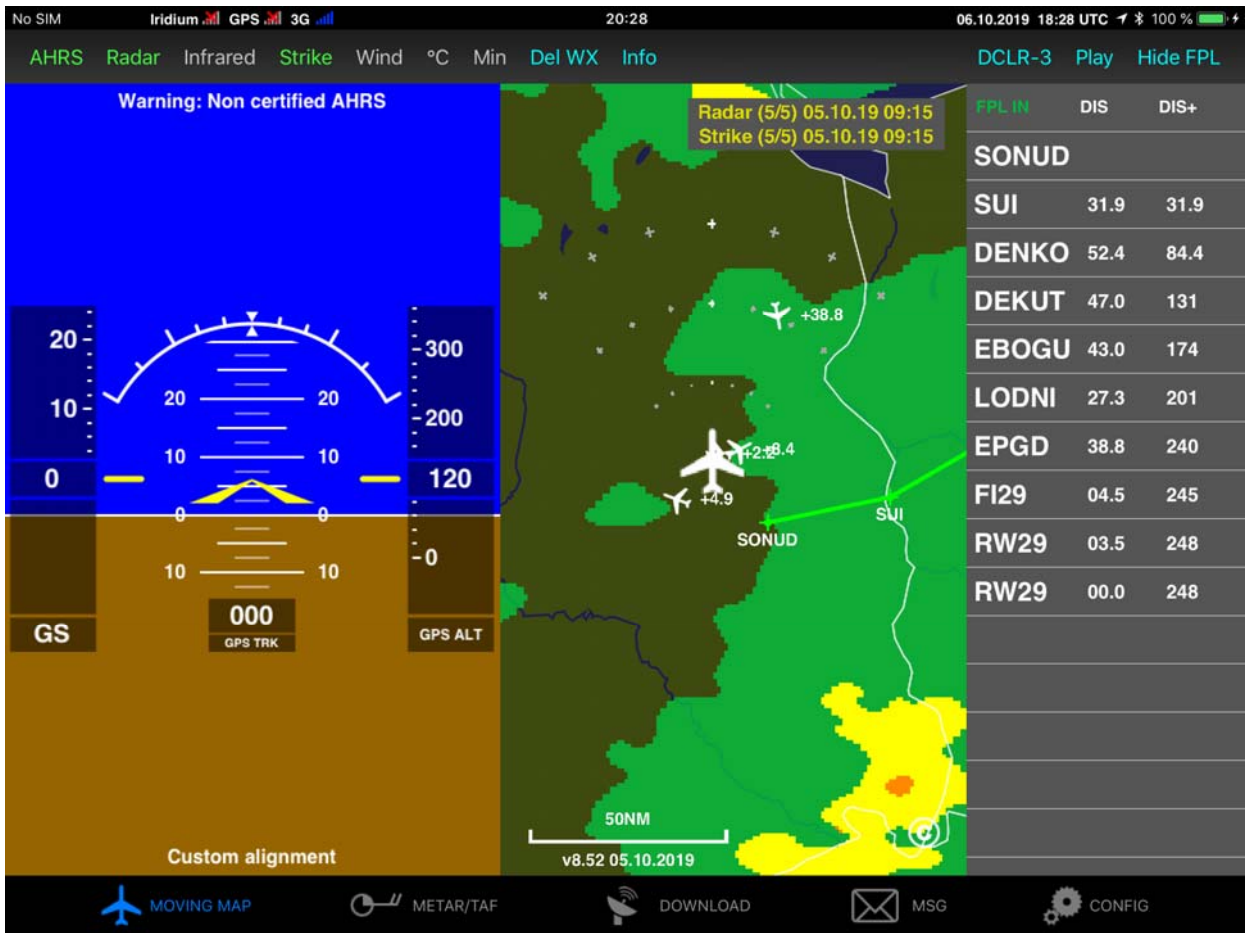 No SIM Iridium GPS 3G 20:28 06.10.2019 18:28 UTC 100 %
AHRS Radar Infrared Strike Wind °C Min Del WX Info DCLR-3 Play Hide FPL
Warning: Non certified AHRS
20
10
0
GS
20 20
10 10
0 0
10 10
000
GPS TRK
300
200
120
0
GPS ALT
Custom alignment
Radar (5/5) 05.10.19 09:15
Strike (5/5) 05.10.19 09:15
+38.8
+2.2
+8.4
+4.9
SUI
SONUD
C
50NM
v8.52 05.10.2019
FPL IN DIS DIS+
SONUD
SUI 31.9 31.9
DENKO 52.4 84.4
DEKUT 47.0 131
EBOGU 43.0 174
LODNI 27.3 201
EPGD 38.8 240
FI29 04.5 245
RW29 03.5 248
RW29 00.0 248
MOVING MAP METAR/TAF DOWNLOAD MSG CONFIG